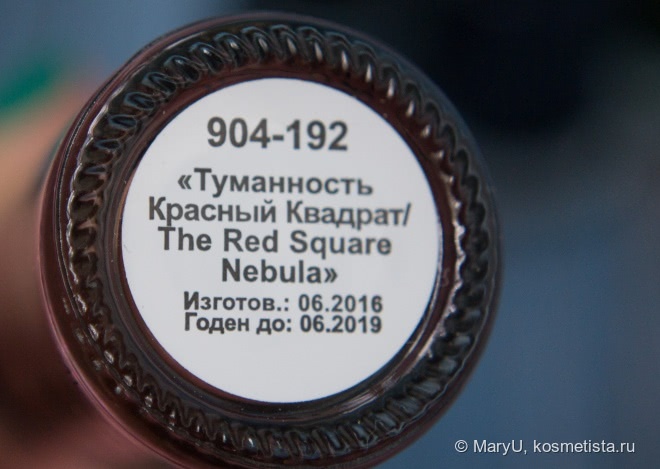 904-192
«Туманность
Красный Квадрат/
The Red Square
Nebula»
Изготов.: 06.2016
Годен до: 06.2019
© MaryU, kosmetista.ru